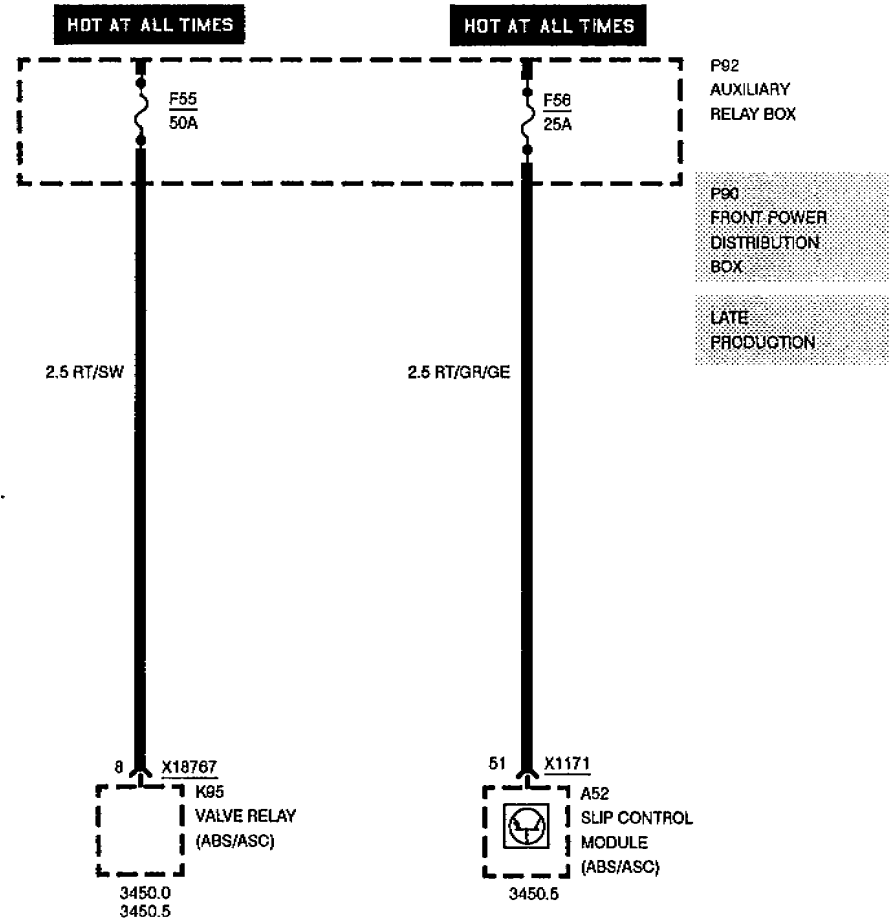 HOT AT ALL TIMES
HOT AT ALL TIMES
F55
50A
F56
25A
P92
AUXILIARY
RELAY BOX
P90
FRONT POWER
DISTRIBUTION
BOX
LATE
PRODUCTION
2.5 RT/SW
2.5 RT/GR/GE
8
X18767
K95
VALVE RELAY
(ABS/ASC)
3450.0
3450.5
51
X1171
A52
SLIP CONTROL
MODULE
(ABS/ASC)
3450.5